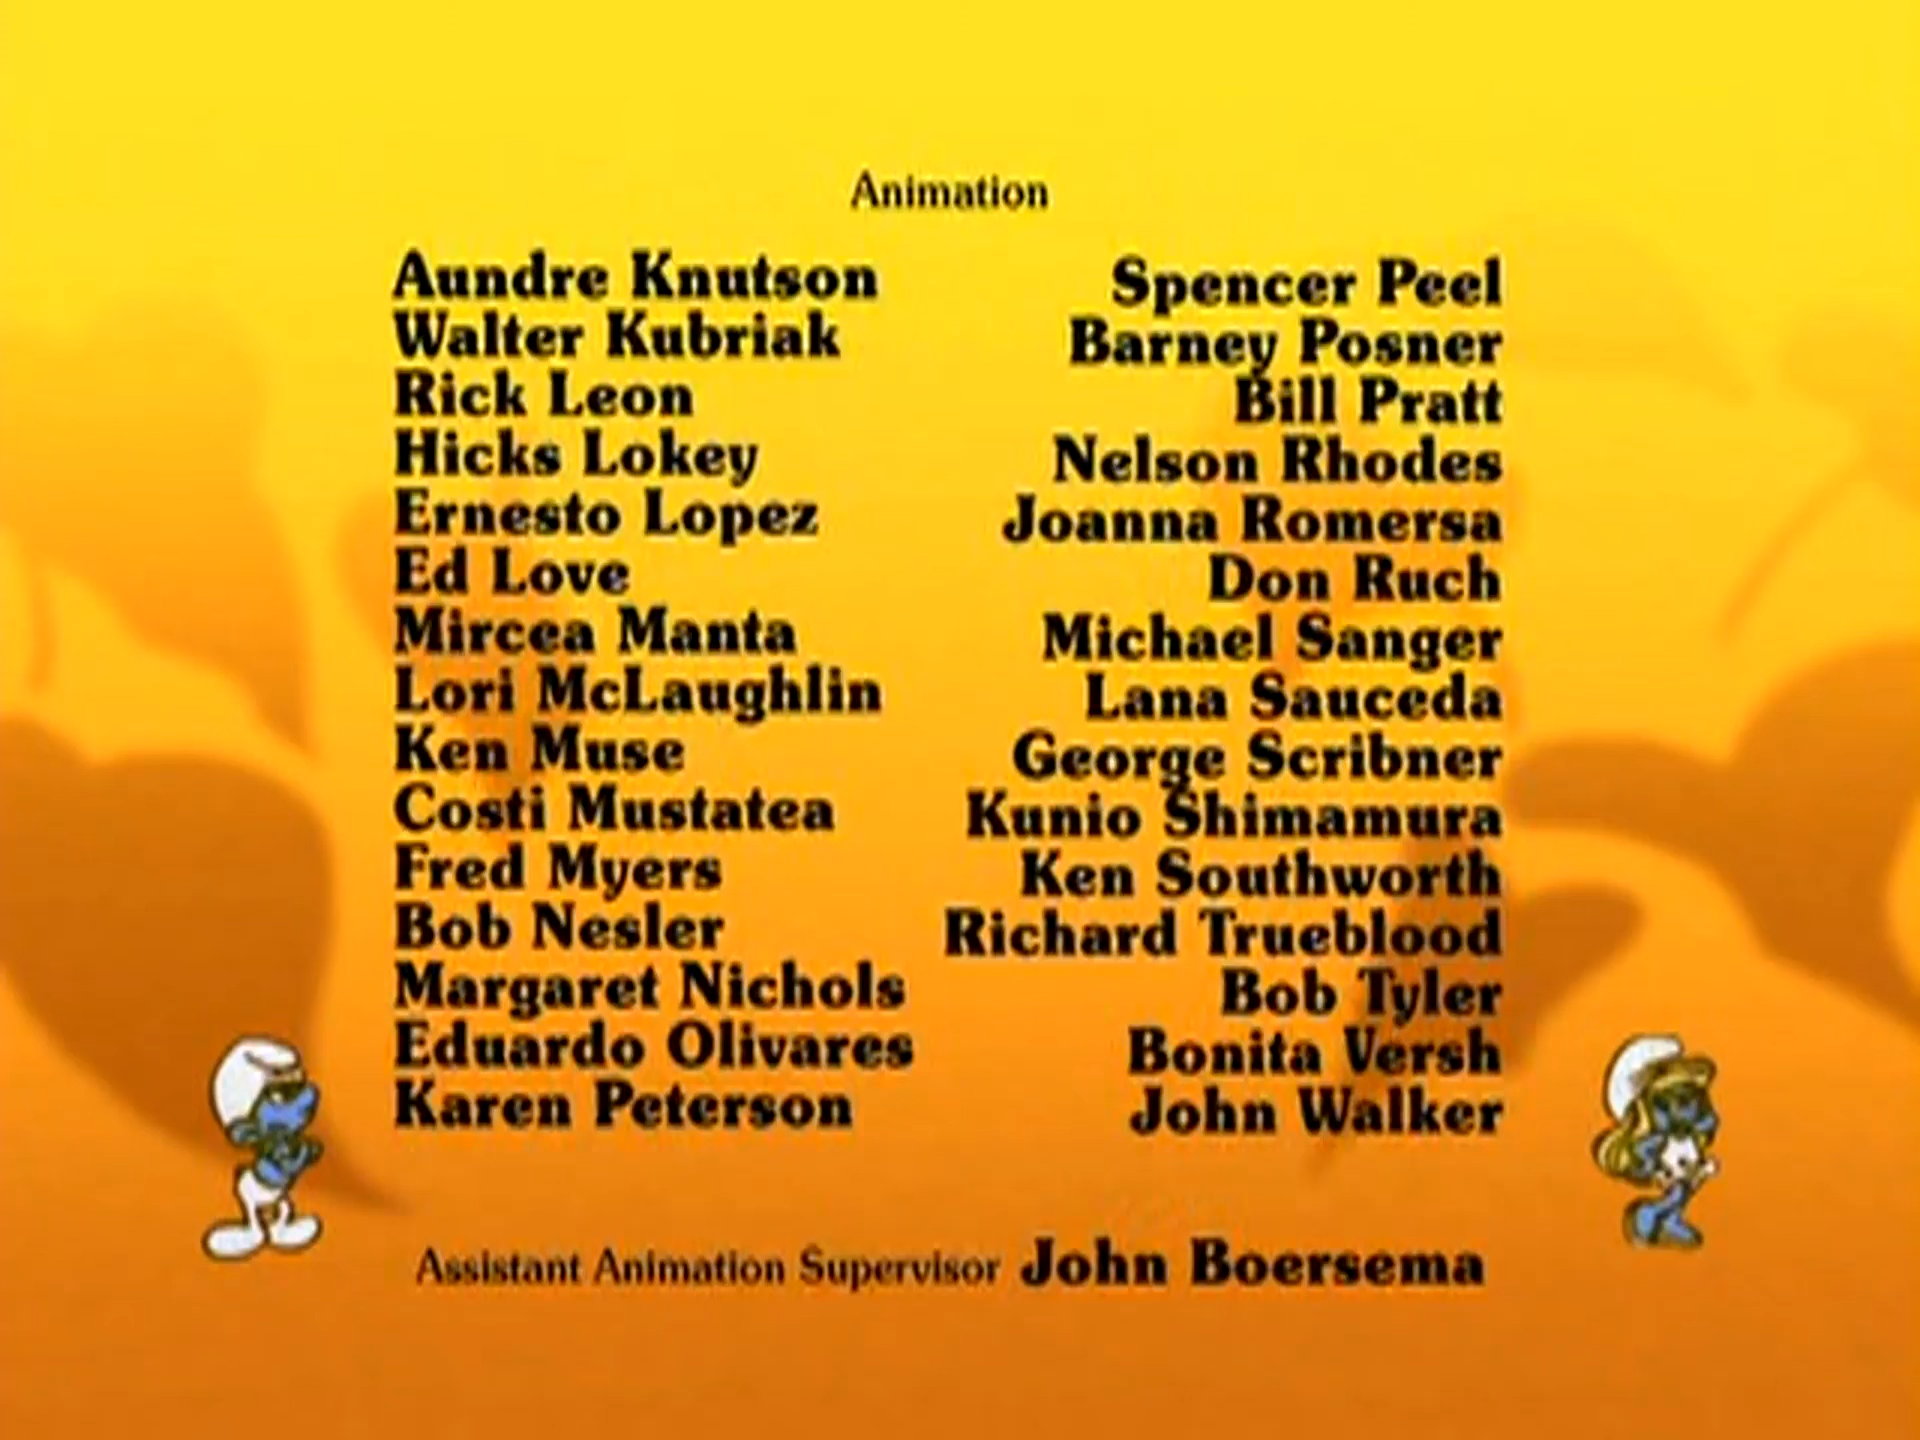 Animation
Aundre Knutson
Walter Kubriak
Rick Leon
Hicks Lokey
Ernesto Lopez
Ed Love
Mircea Manta
Lori McLaughlin
Ken Muse
Costi Mustatea
Fred Myers
Bob Nesler
Margaret Nichols
Eduardo Olivares
Karen Peterson
Spencer Peel
Barney Posner
Bill Pratt
Nelson Rhodes
Joanna Romersa
Don Ruch
Michael Sanger
Lana Sauceda
George Scribner
Kunio Shimamura
Ken Southworth
Richard Trueblood
Bob Tyler
Bonita Versh
John Walker
Assistant Animation Supervisor John Boersema